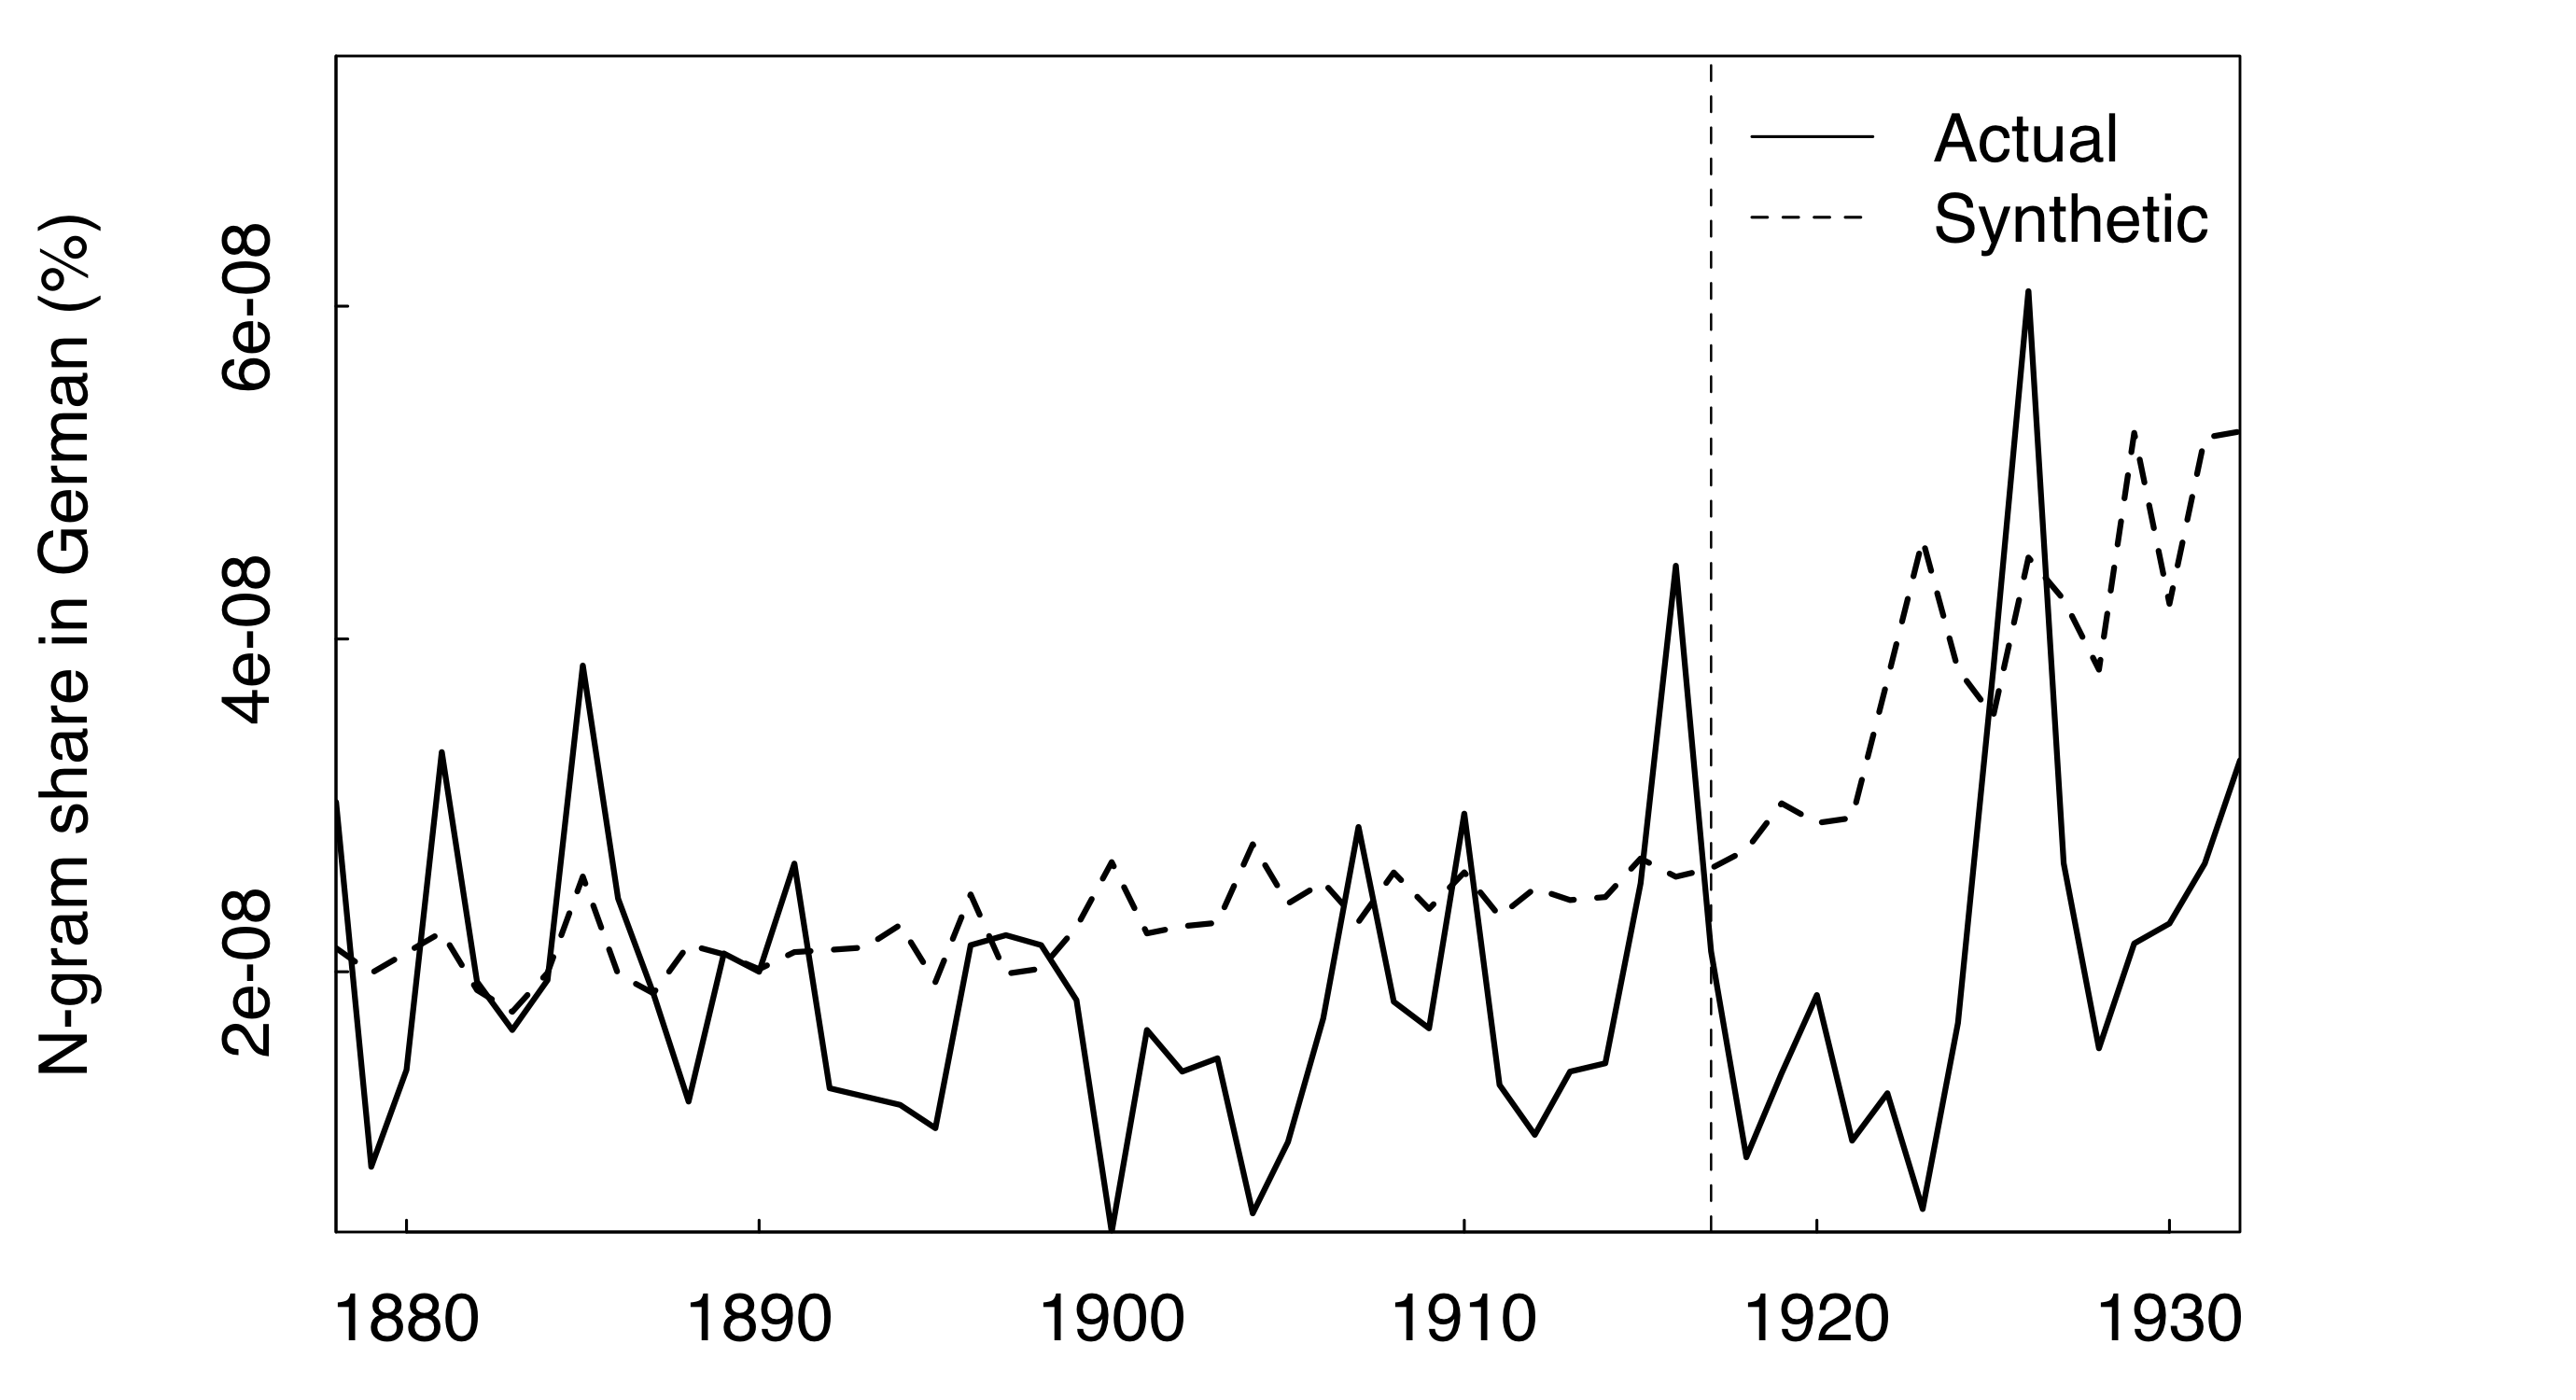 N-gram share in German (%)
6e-08
4e-08
2e-08
Actual
Synthetic
1880 1890 1900 1910 1920 1930